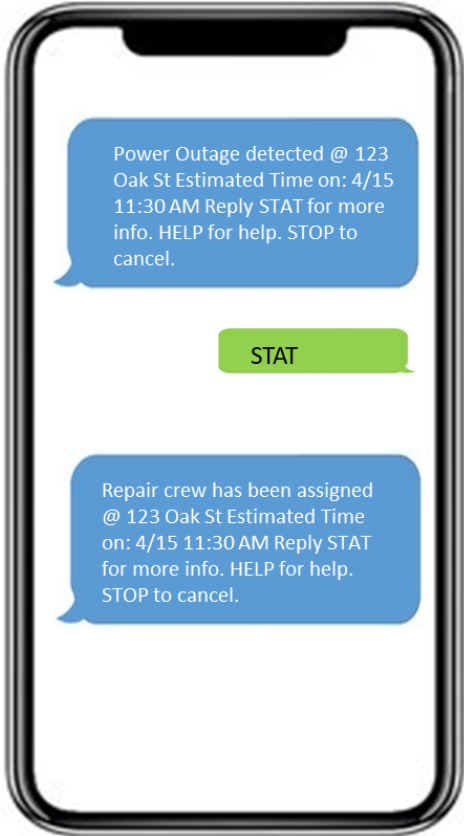 Power Outage detected @ 123
Oak St Estimated Time on: 4/15
11:30 AM Reply STAT for more
info. HELP for help. STOP to
cancel.
STAT
Repair crew has been assigned
@ 123 Oak St Estimated Time
on: 4/15 11:30 AM Reply STAT
for more info. HELP for help.
STOP to cancel.